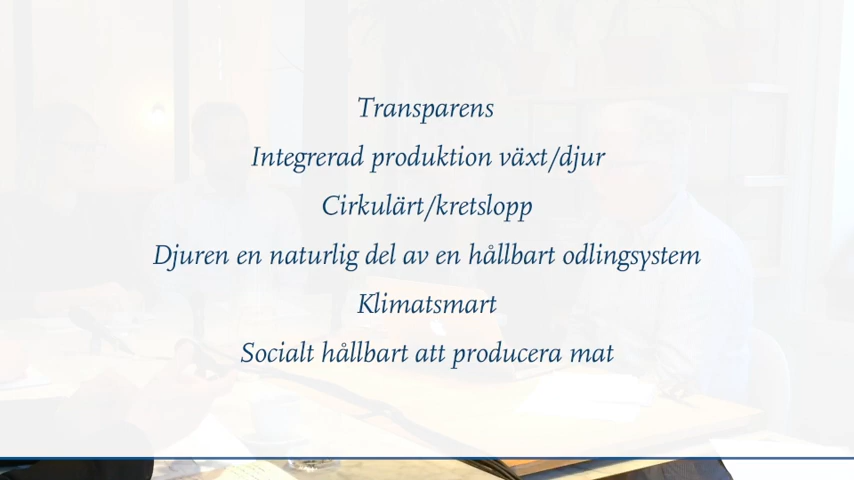 Transparens
Integrerad produktion växt/djur
Cirkulärt/kretslopp
Djuren en naturlig del av en hållbart odlingsystem
Klimatsmart
Socialt hållbart att producera mat